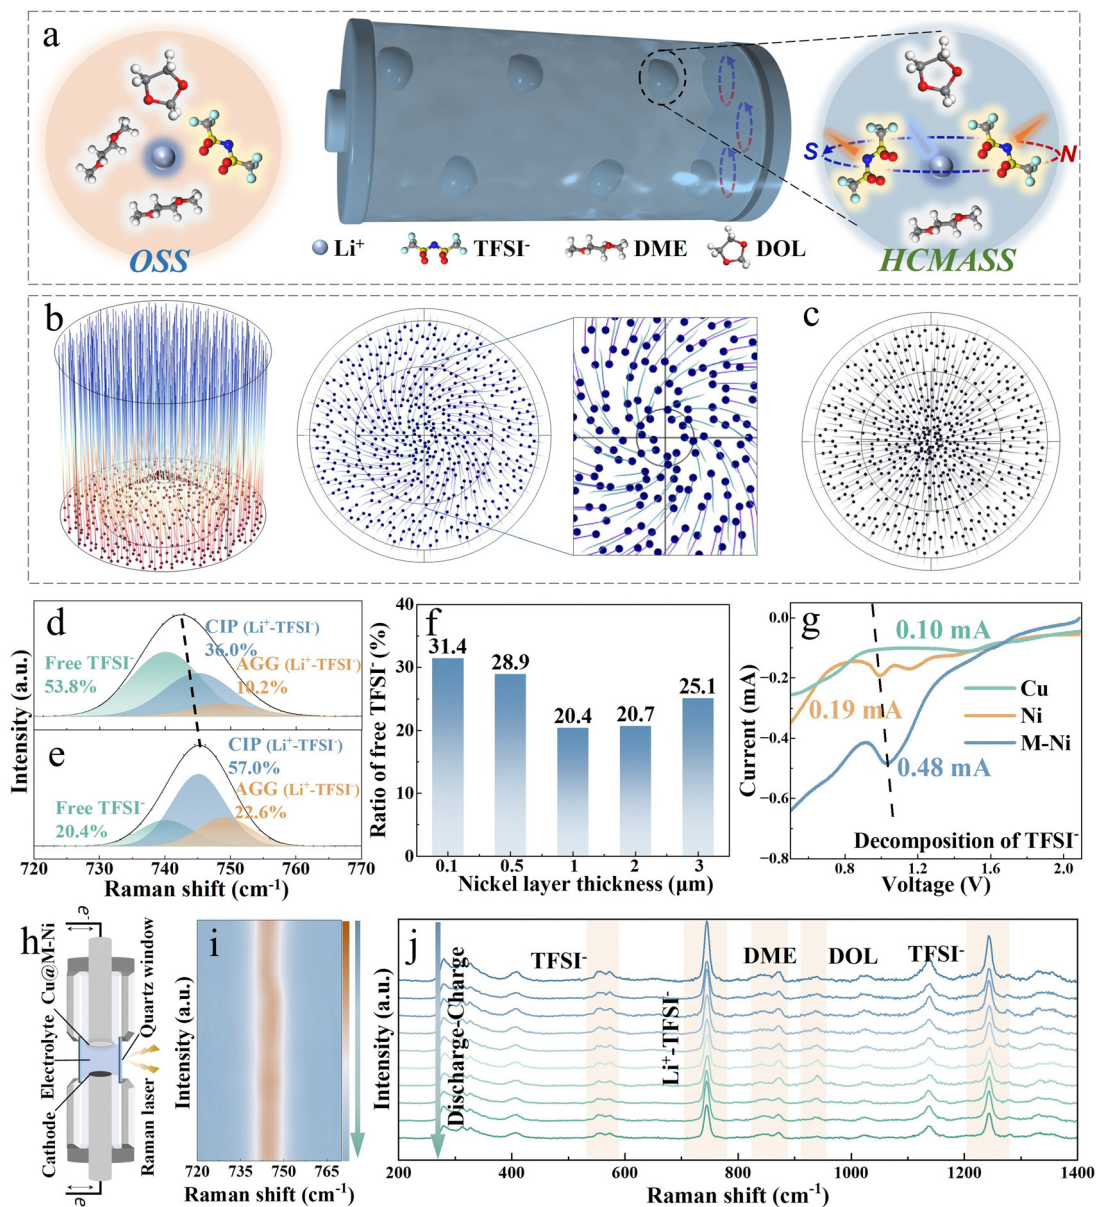 a
OSS
S
N
HCMASS
Li⁺
TFSI⁻
DME
DOL
b
c
d
CIP (Li⁺-TFSI⁻)
36.0%
Free TFSI⁻
53.8%
AGG (Li⁺-TFSI⁻)
10.2%
e
CIP (Li⁺-TFSI⁻)
57.0%
AGG (Li⁺-TFSI⁻)
22.6%
Free TFSI⁻
20.4%
Intensity (a.u.)
720 730 740 750 760 770
Raman shift (cm⁻¹)
f
Ratio of free TFSI⁻ (%)
40
30
20
10
0
31.4
28.9
20.4
20.7
25.1
0.1 0.5 1 2 3
Nickel layer thickness (μm)
g
Current (mA)
0.0
−0.2
−0.4
−0.6
−0.8
0.10 mA
0.19 mA
0.48 mA
Cu
Ni
M-Ni
Decomposition of TFSI⁻
0.8 1.2 1.6 2.0
Voltage (V)
h
e⁻
Cathode
Electrolyte
Cu@M-Ni
Quartz window
Raman laser
e⁻
i
Intensity (a.u.)
720 735 750 765
Raman shift (cm⁻¹)
j
Intensity (a.u.)
Discharge-Charge
TFSI⁻
Li⁺-TFSI⁻
DME
DOL
TFSI⁻
200 400 600 800 1000 1200 1400
Raman shift (cm⁻¹)